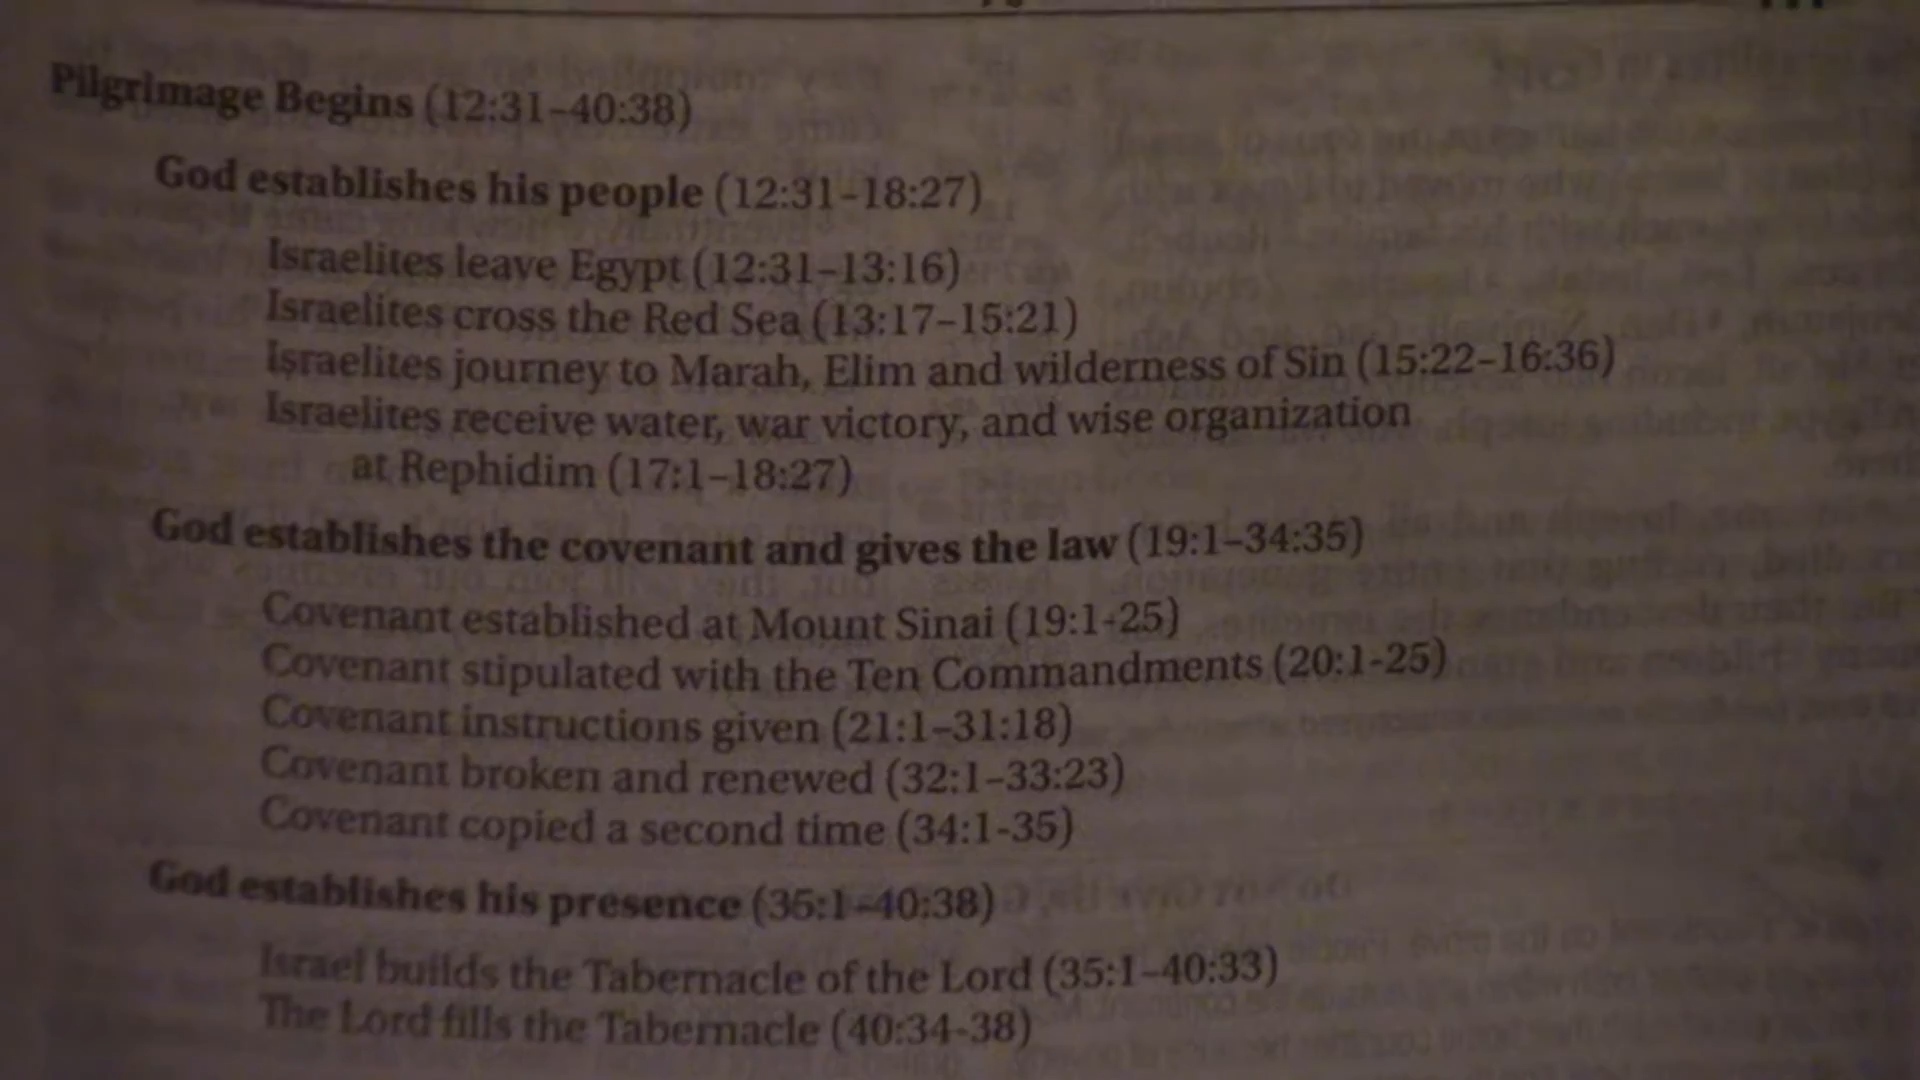 Pilgrimage Begins (12:31–40:38)
God establishes his people (12:31–18:27)
Israelites leave Egypt (12:31–13:16)
Israelites cross the Red Sea (13:17–15:21)
Israelites journey to Marah, Elim and wilderness of Sin (15:22–16:36)
Israelites receive water, war victory, and wise organization
at Rephidim (17:1–18:27)
God establishes the covenant and gives the law (19:1–34:35)
Covenant established at Mount Sinai (19:1-25)
Covenant stipulated with the Ten Commandments (20:1-25)
Covenant instructions given (21:1–31:18)
Covenant broken and renewed (32:1–33:23)
Covenant copied a second time (34:1-35)
God establishes his presence (35:1–40:38)
Israel builds the Tabernacle of the Lord (35:1–40:33)
The Lord fills the Tabernacle (40:34-38)